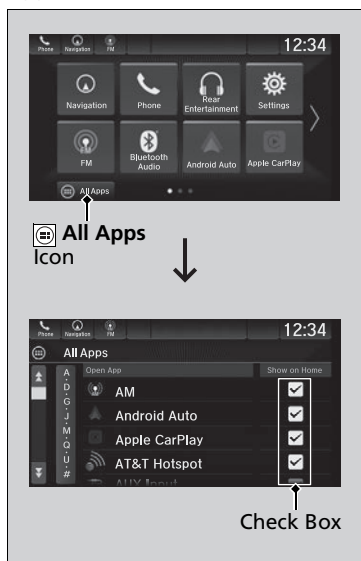 Phone Navigation FM 12:34
Navigation Phone Rear Entertainment Settings
FM Bluetooth Audio Android Auto Apple CarPlay
All Apps
All Apps
Icon
Phone Navigation FM 12:34
All Apps
Open App Show on Home
A
D
G
J
M
Q
U
#
AM
Android Auto
Apple CarPlay
AT&T Hotspot
AUX Input
Check Box